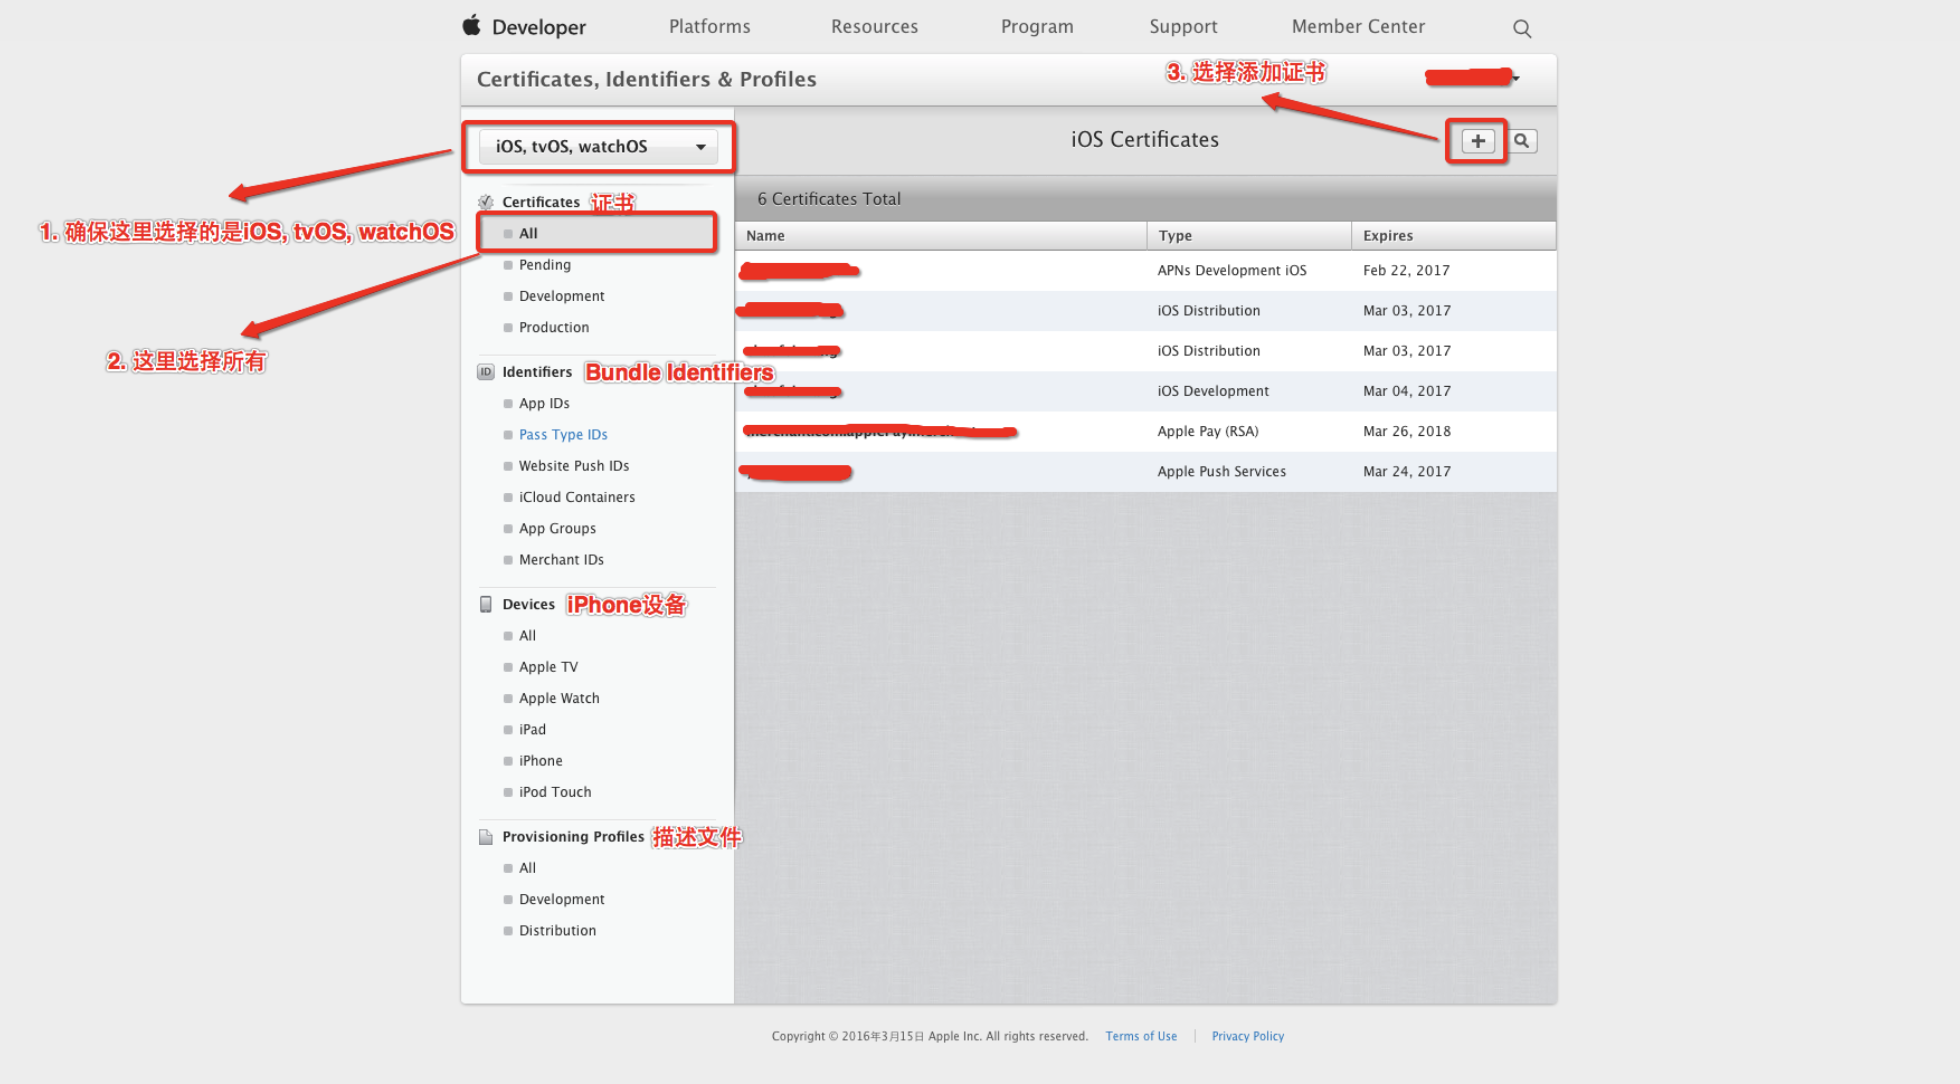 Developer
Platforms
Resources
Program
Support
Member Center
Certificates, Identifiers & Profiles
3. 选择添加证书
iOS, tvOS, watchOS
iOS Certificates
1. 确保这里选择的是iOS, tvOS, watchOS
2. 这里选择所有
Certificates 证书
All
Pending
Development
Production
ID Identifiers Bundle Identifiers
App IDs
Pass Type IDs
Website Push IDs
iCloud Containers
App Groups
Merchant IDs
Devices iPhone设备
All
Apple TV
Apple Watch
iPad
iPhone
iPod Touch
Provisioning Profiles 描述文件
All
Development
Distribution
6 Certificates Total
Name Type Expires
APNs Development iOS Feb 22, 2017
iOS Distribution Mar 03, 2017
iOS Distribution Mar 03, 2017
iOS Development Mar 04, 2017
Apple Pay (RSA) Mar 26, 2018
Apple Push Services Mar 24, 2017
Copyright © 2016年3月15日 Apple Inc. All rights reserved. Terms of Use Privacy Policy